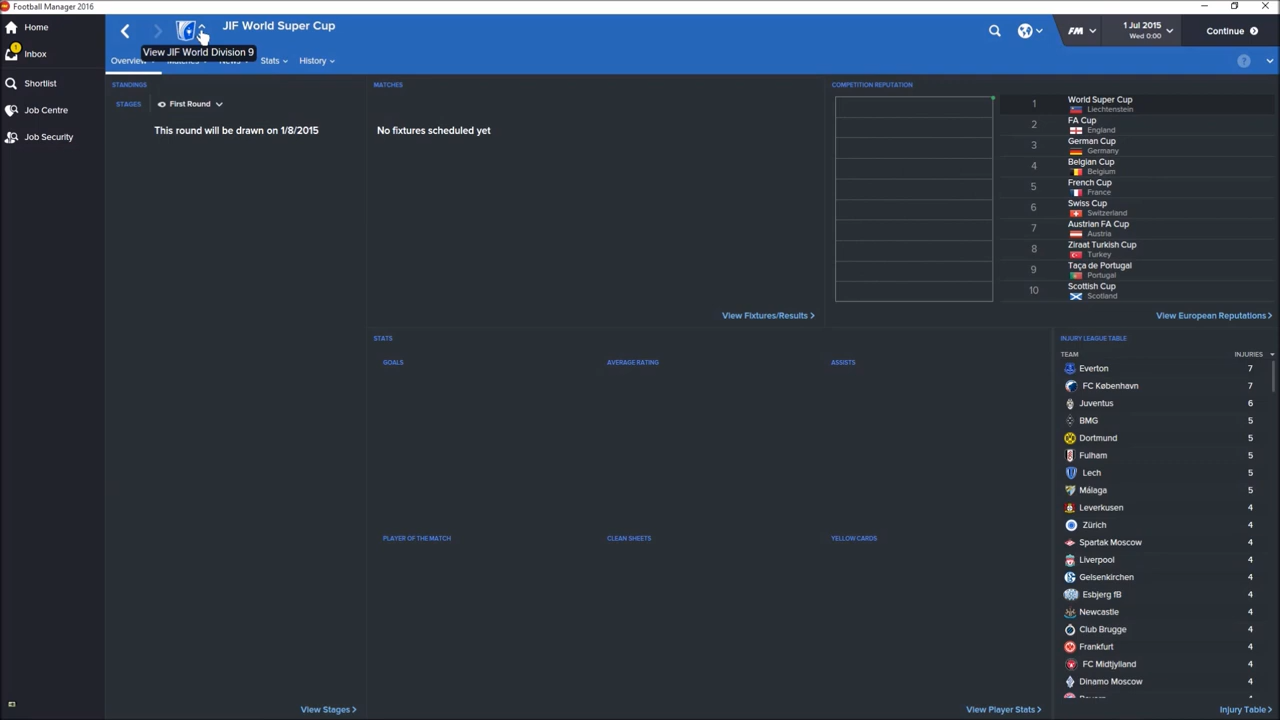 Football Manager 2016
Home
Inbox
Shortlist
Job Centre
Job Security
JIF World Super Cup
View JIF World Division 9
FM
1 Jul 2015
Wed 0:00
Continue
Overview
Stats
History
STANDINGS
STAGES
First Round
This round will be drawn on 1/8/2015
MATCHES
No fixtures scheduled yet
View Fixtures/Results
COMPETITION REPUTATION
1 World Super Cup
Liechtenstein
2 FA Cup
England
3 German Cup
Germany
4 Belgian Cup
Belgium
5 French Cup
France
6 Swiss Cup
Switzerland
7 Austrian FA Cup
Austria
8 Ziraat Turkish Cup
Turkey
9 Taça de Portugal
Portugal
10 Scottish Cup
Scotland
View European Reputations
STATS
GOALS
AVERAGE RATING
ASSISTS
PLAYER OF THE MATCH
CLEAN SHEETS
YELLOW CARDS
View Stages
View Player Stats
INJURY LEAGUE TABLE
TEAM INJURIES
Everton 7
FC København 7
Juventus 6
BMG 5
Dortmund 5
Fulham 5
Lech 5
Málaga 5
Leverkusen 4
Zürich 4
Spartak Moscow 4
Liverpool 4
Gelsenkirchen 4
Esbjerg fB 4
Newcastle 4
Club Brugge 4
Frankfurt 4
FC Midtjylland 4
Dinamo Moscow 4
Injury Table